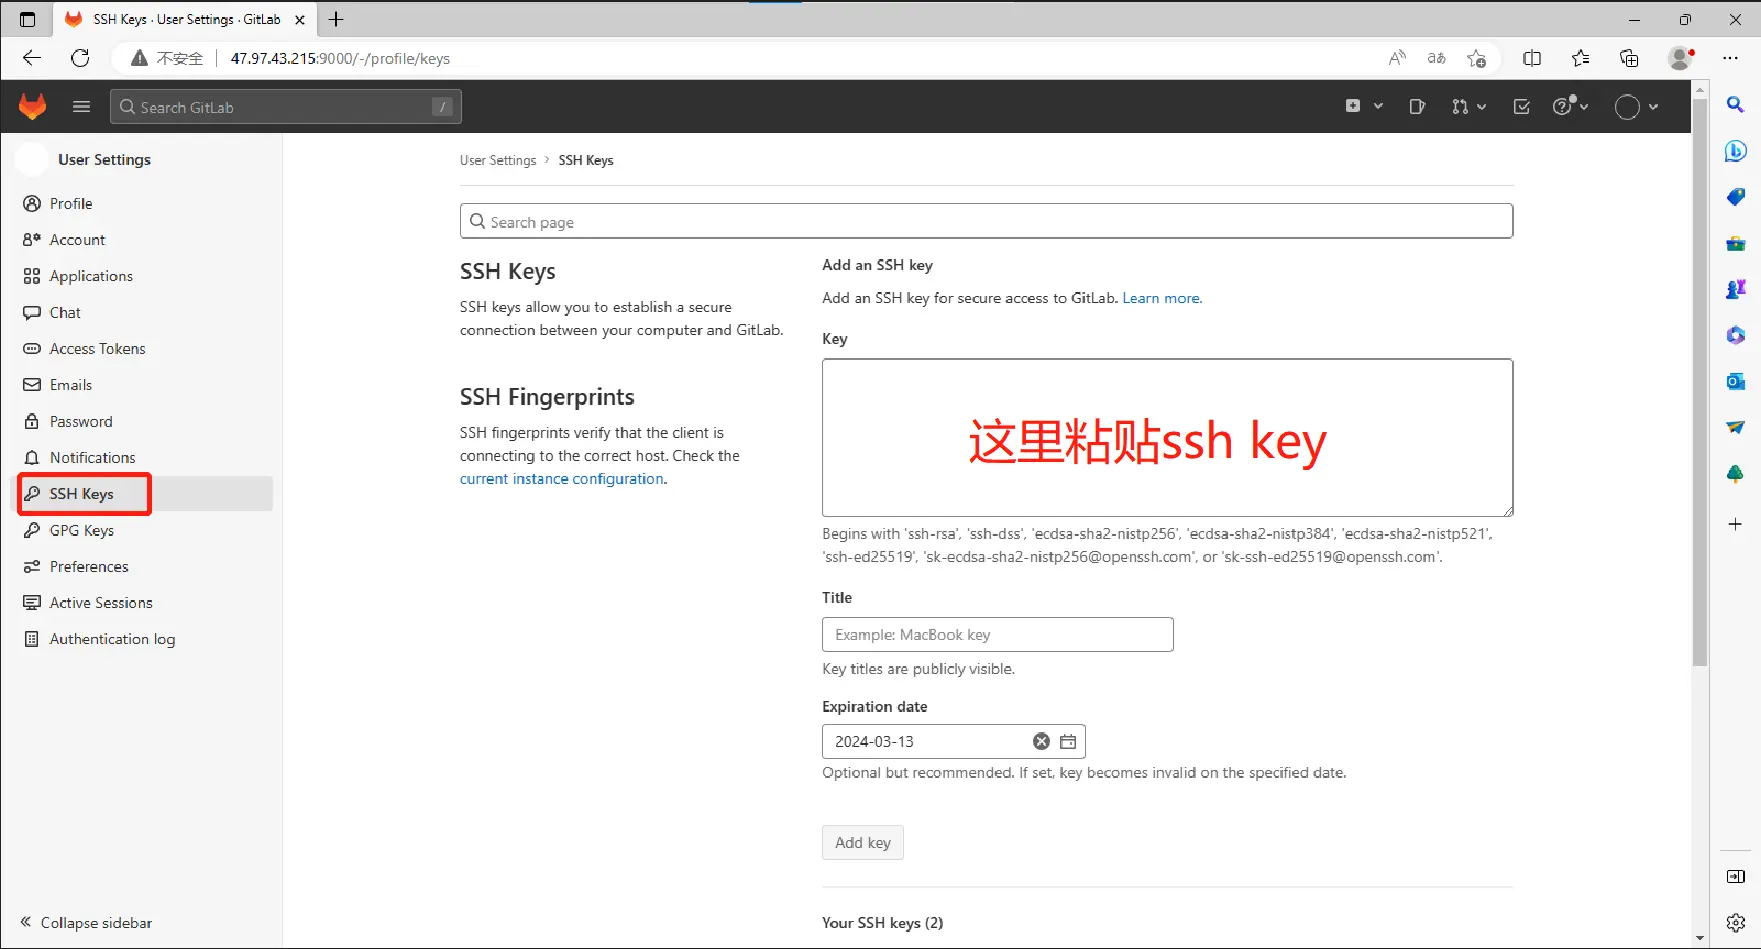 SSH Keys · User Settings · GitLab
不安全 47.97.43.215:9000/-/profile/keys
Search GitLab /
User Settings
Profile
Account
Applications
Chat
Access Tokens
Emails
Password
Notifications
SSH Keys
GPG Keys
Preferences
Active Sessions
Authentication log
Collapse sidebar
User Settings › SSH Keys
Search page
SSH Keys
SSH keys allow you to establish a secure
connection between your computer and GitLab.
SSH Fingerprints
SSH fingerprints verify that the client is
connecting to the correct host. Check the
current instance configuration.
Add an SSH key
Add an SSH key for secure access to GitLab. Learn more.
Key
这里粘贴ssh key
Begins with 'ssh-rsa', 'ssh-dss', 'ecdsa-sha2-nistp256', 'ecdsa-sha2-nistp384', 'ecdsa-sha2-nistp521',
'ssh-ed25519', 'sk-ecdsa-sha2-nistp256@openssh.com', or 'sk-ssh-ed25519@openssh.com'.
Title
Example: MacBook key
Key titles are publicly visible.
Expiration date
2024-03-13
Optional but recommended. If set, key becomes invalid on the specified date.
Add key
Your SSH keys (2)